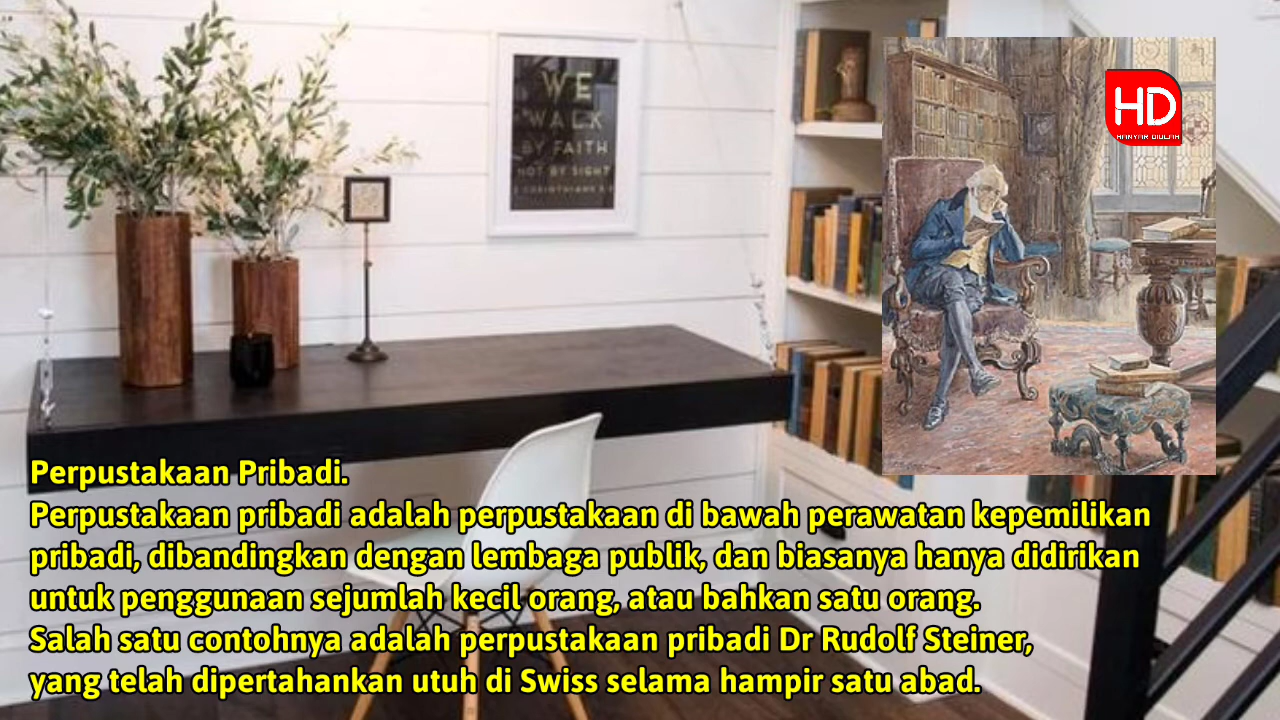 WE
WALK
BY FAITH
NOT BY SIGHT
HD
HANYAR DIULAH
Perpustakaan Pribadi.
Perpustakaan pribadi adalah perpustakaan di bawah perawatan kepemilikan
pribadi, dibandingkan dengan lembaga publik, dan biasanya hanya didirikan
untuk penggunaan sejumlah kecil orang, atau bahkan satu orang.
Salah satu contohnya adalah perpustakaan pribadi Dr Rudolf Steiner,
yang telah dipertahankan utuh di Swiss selama hampir satu abad.